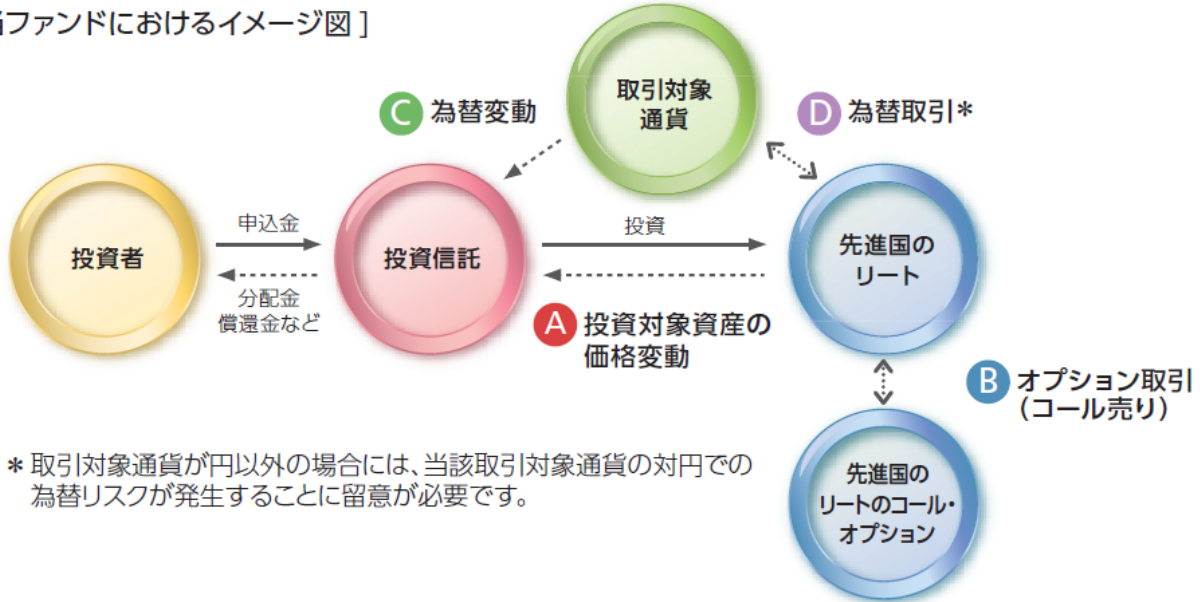 ファンドにおけるイメージ図 ]
取引対象
通貨
C 為替変動
D 為替取引*
投資者
申込金
分配金
償還金など
投資信託
投資
A 投資対象資産の
価格変動
先進国の
リート
B オプション取引
(コール売り)
先進国の
リートのコール・
オプション
* 取引対象通貨が円以外の場合には、当該取引対象通貨の対円での
為替リスクが発生することに留意が必要です。